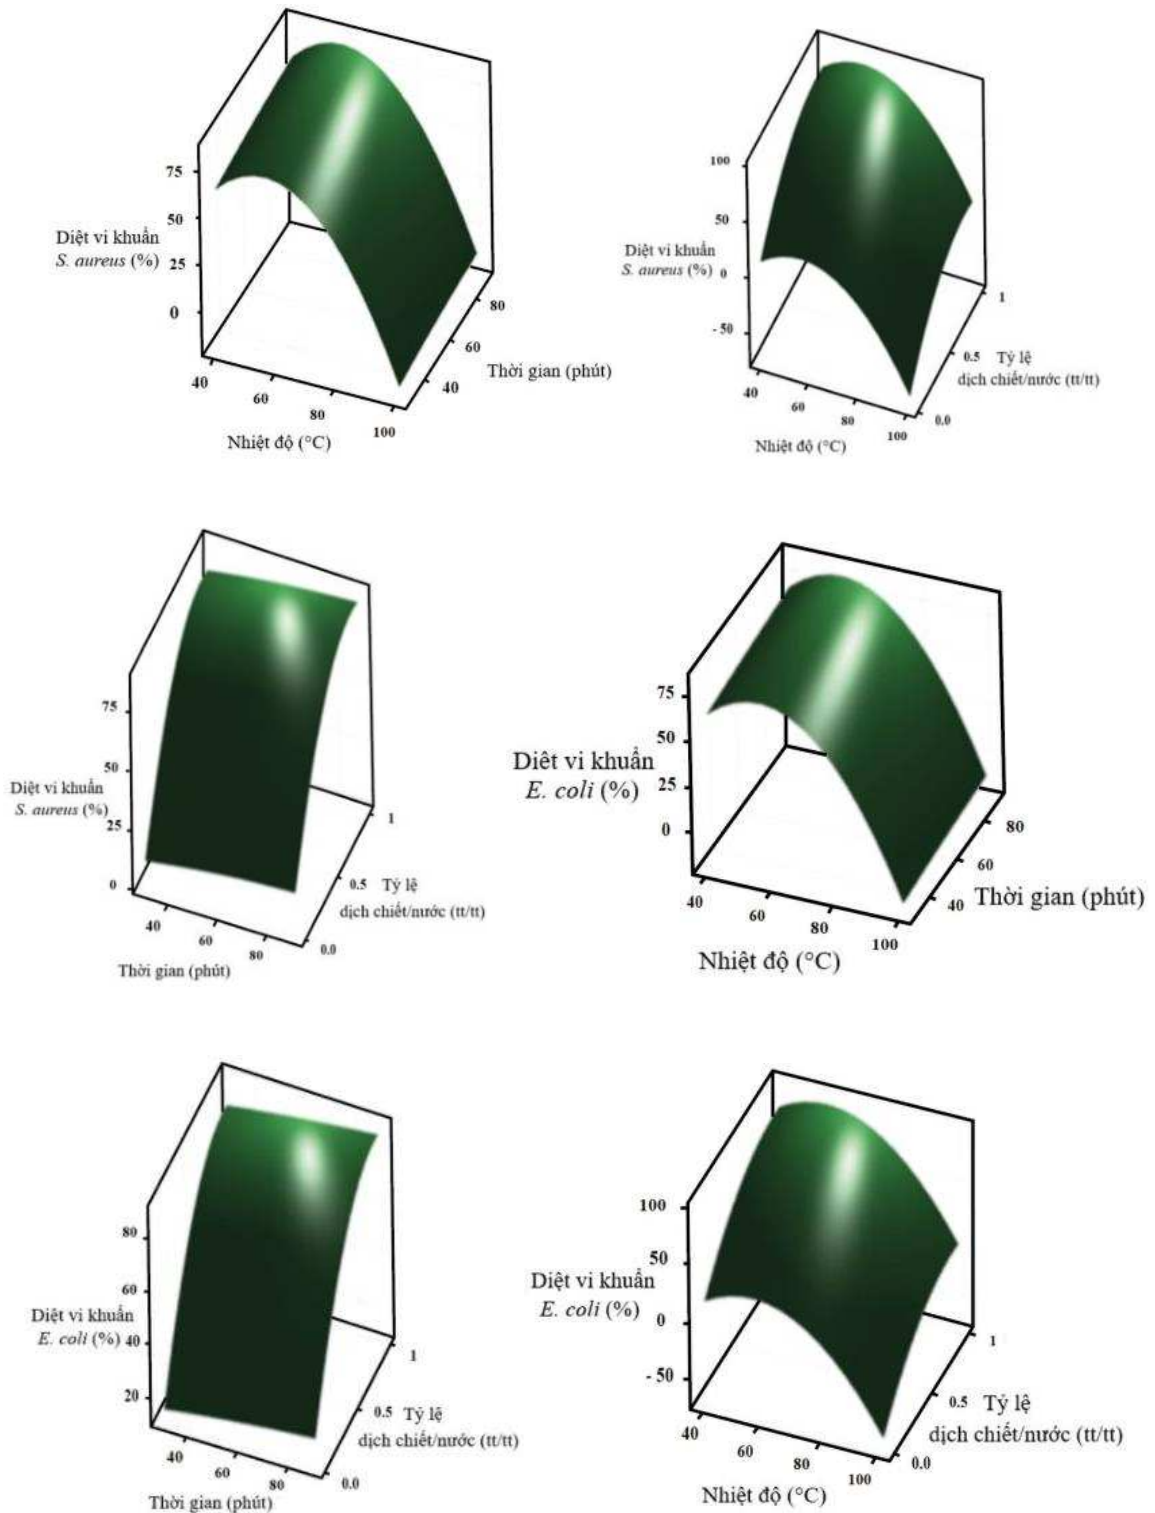 75
50
25
0
Diệt vi khuẩn
S. aureus (%)
40
60
80
100
Nhiệt độ (°C)
80
60
40
Thời gian (phút)
100
50
0
- 50
Diệt vi khuẩn
S. aureus (%)
40
60
80
100
Nhiệt độ (°C)
1
0.5
0.0
Tỷ lệ
dịch chiết/nước (tt/tt)
75
50
25
0
Diệt vi khuẩn
S. aureus (%)
40
60
80
Thời gian (phút)
1
0.5
0.0
Tỷ lệ
dịch chiết/nước (tt/tt)
75
50
25
0
Diêt vi khuẩn
E. coli (%)
40
60
80
100
Nhiệt độ (°C)
80
60
40
Thời gian (phút)
80
60
40
20
Diệt vi khuẩn
E. coli (%)
40
60
80
Thời gian (phút)
1
0.5
0.0
Tỷ lệ
dịch chiết/nước (tt/tt)
100
50
0
- 50
Diệt vi khuẩn
E. coli (%)
40
60
80
100
Nhiệt độ (°C)
1
0.5
0.0
Tỷ lệ
dịch chiết/nước (tt/tt)